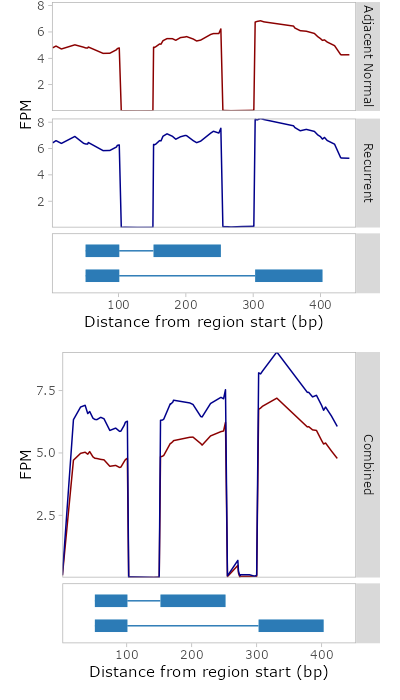 8
6
4
2
Adjacent Normal
FPM
8
6
4
2
Recurrent
100 200 300 400
Distance from region start (bp)
7.5
5.0
2.5
FPM
Combined
100 200 300 400
Distance from region start (bp)